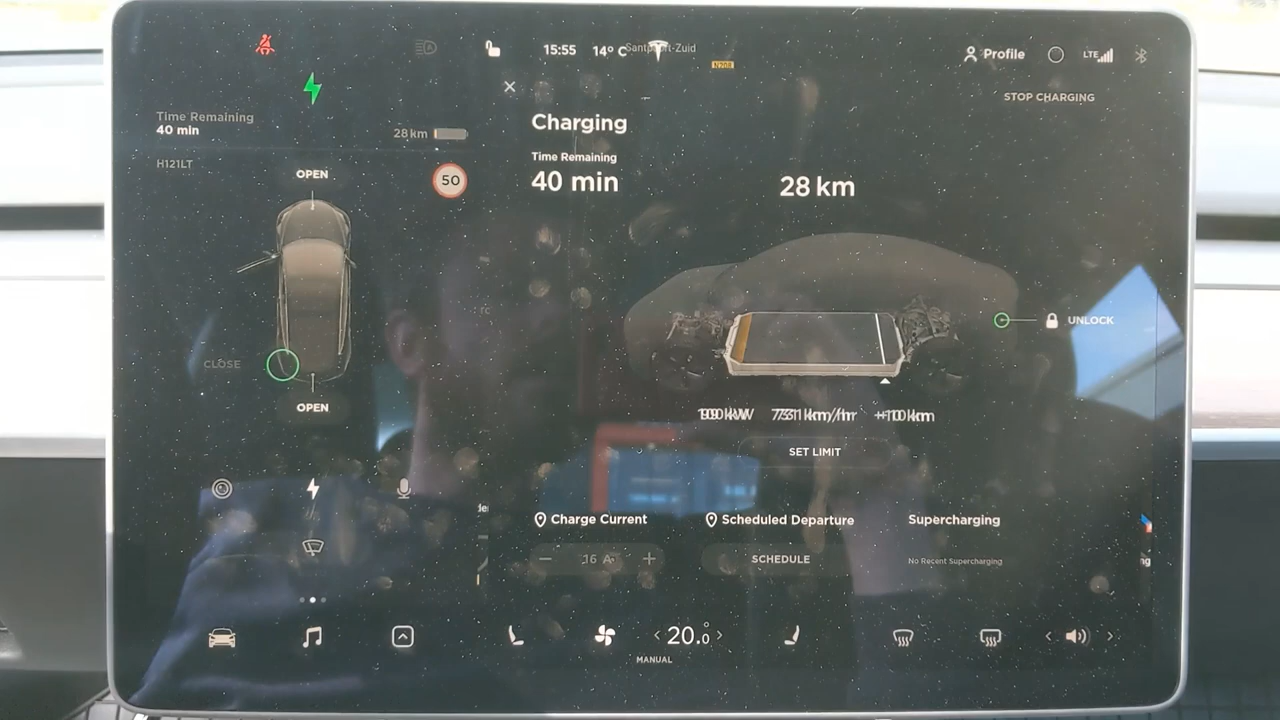 15:55 14° C Santpoort-Zuid
N208
Profile
LTE
STOP CHARGING
Time Remaining
40 min
28 km
H121LT
OPEN
50
CLOSE
OPEN
Charging
Time Remaining
40 min
28 km
UNLOCK
SET LIMIT
Charge Current
Scheduled Departure
Supercharging
16 A
SCHEDULE
No Recent Supercharging
ng
20.0
MANUAL